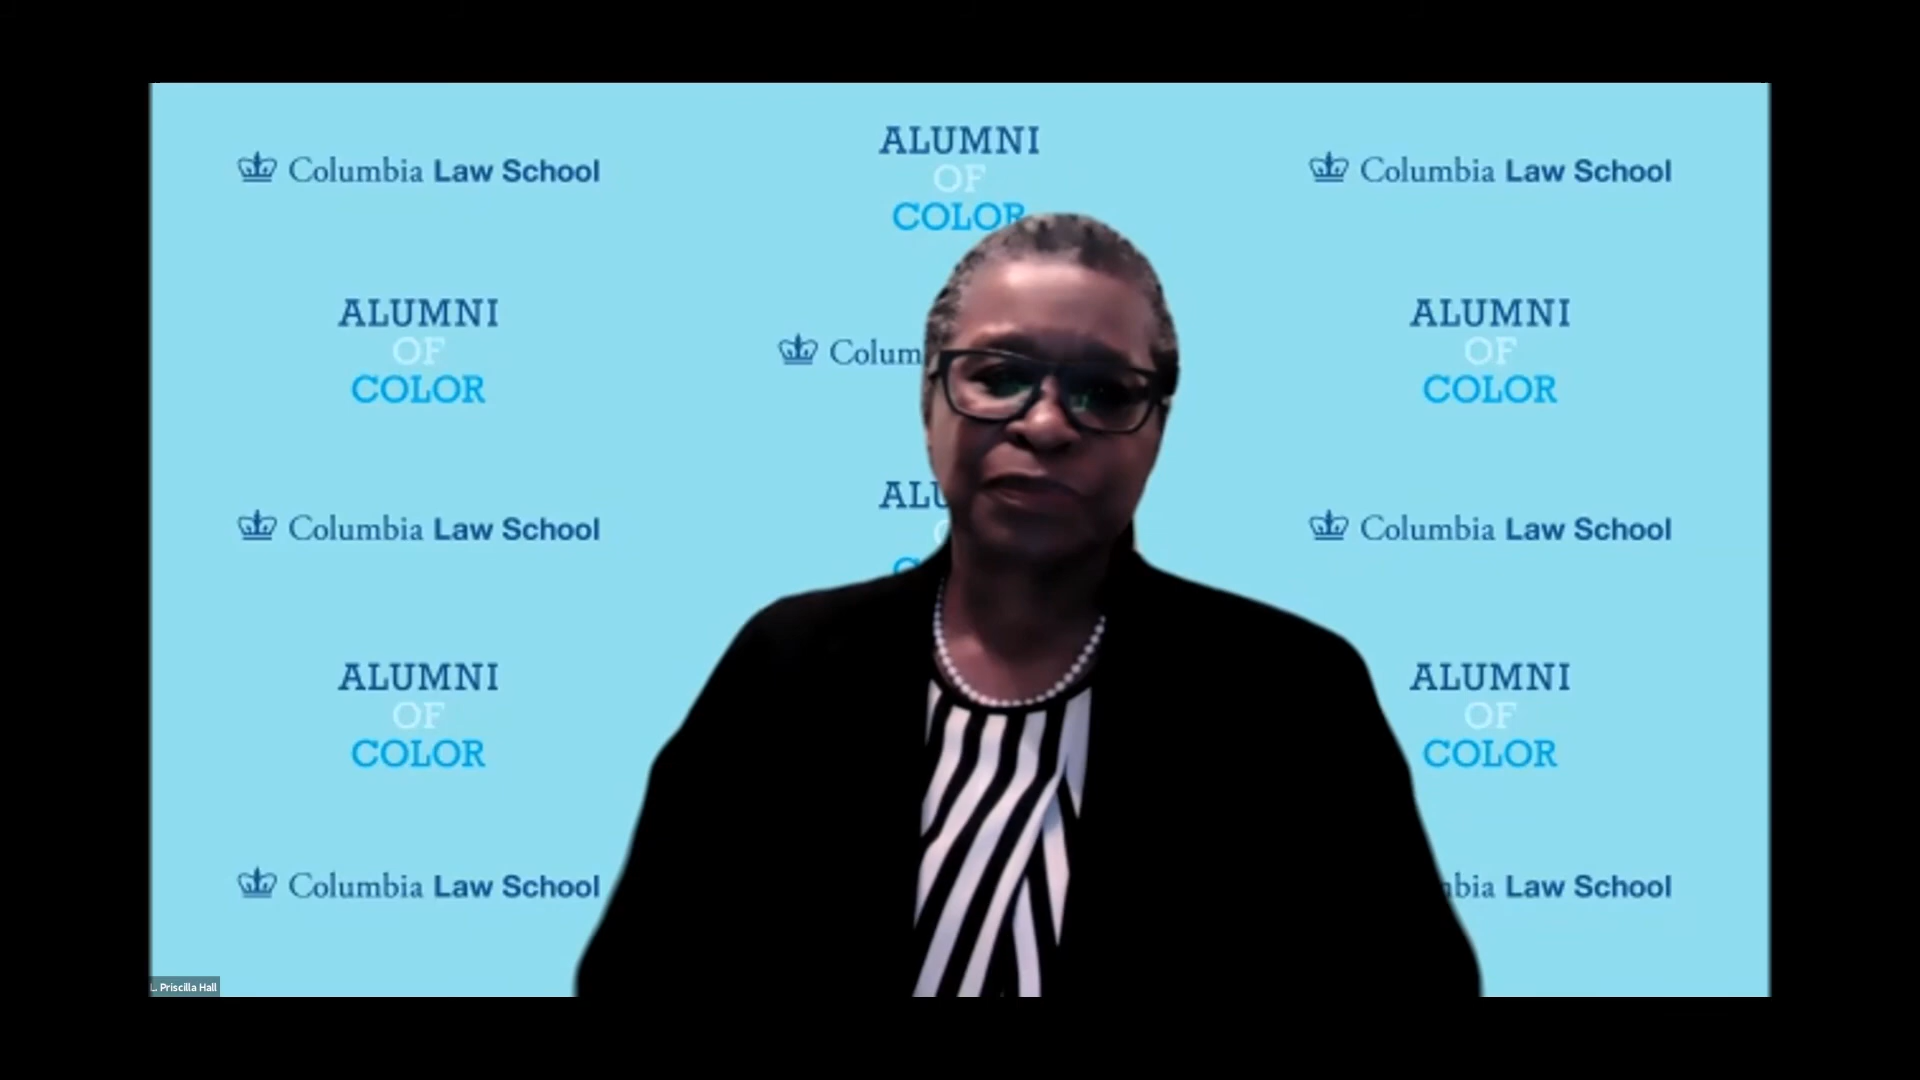 Columbia Law School
ALUMNI
OF
COLOR
Columbia Law School
ALUMNI
OF
COLOR
Colum
ALUMNI
OF
COLOR
Columbia Law School
ALU
Columbia Law School
ALUMNI
OF
COLOR
ALUMNI
OF
COLOR
Columbia Law School
bia Law School
L. Priscilla Hall